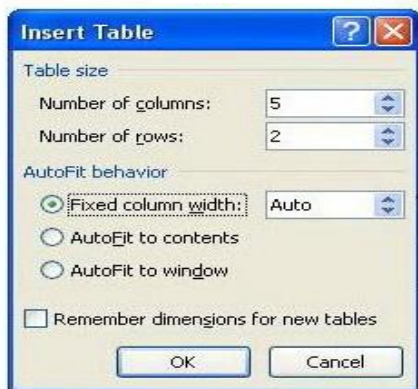 Insert Table
Table size
Number of columns: 5
Number of rows: 2
AutoFit behavior
Fixed column width: Auto
AutoFit to contents
AutoFit to window
Remember dimensions for new tables
OK Cancel